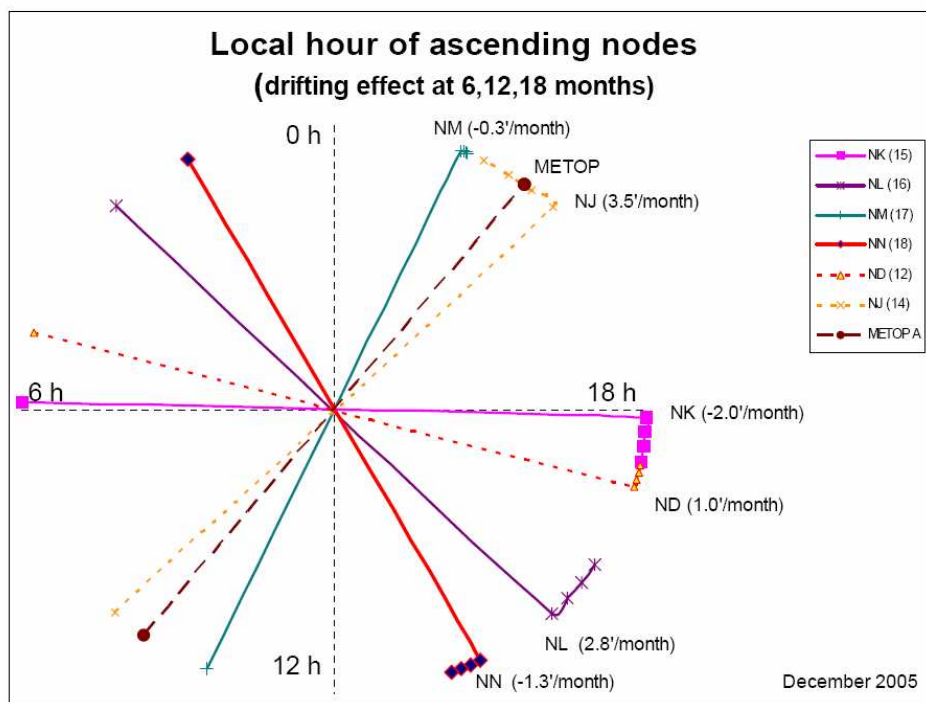 Local hour of ascending nodes
(drifting effect at 6,12,18 months)
0 h
NM (-0.3'/month)
METOP
NJ (3.5'/month)
NK (15)
NL (16)
NM (17)
NN (18)
ND (12)
NJ (14)
METOP A
6 h
18 h
NK (-2.0'/month)
ND (1.0'/month)
NL (2.8'/month)
12 h
NN (-1.3'/month)
December 2005